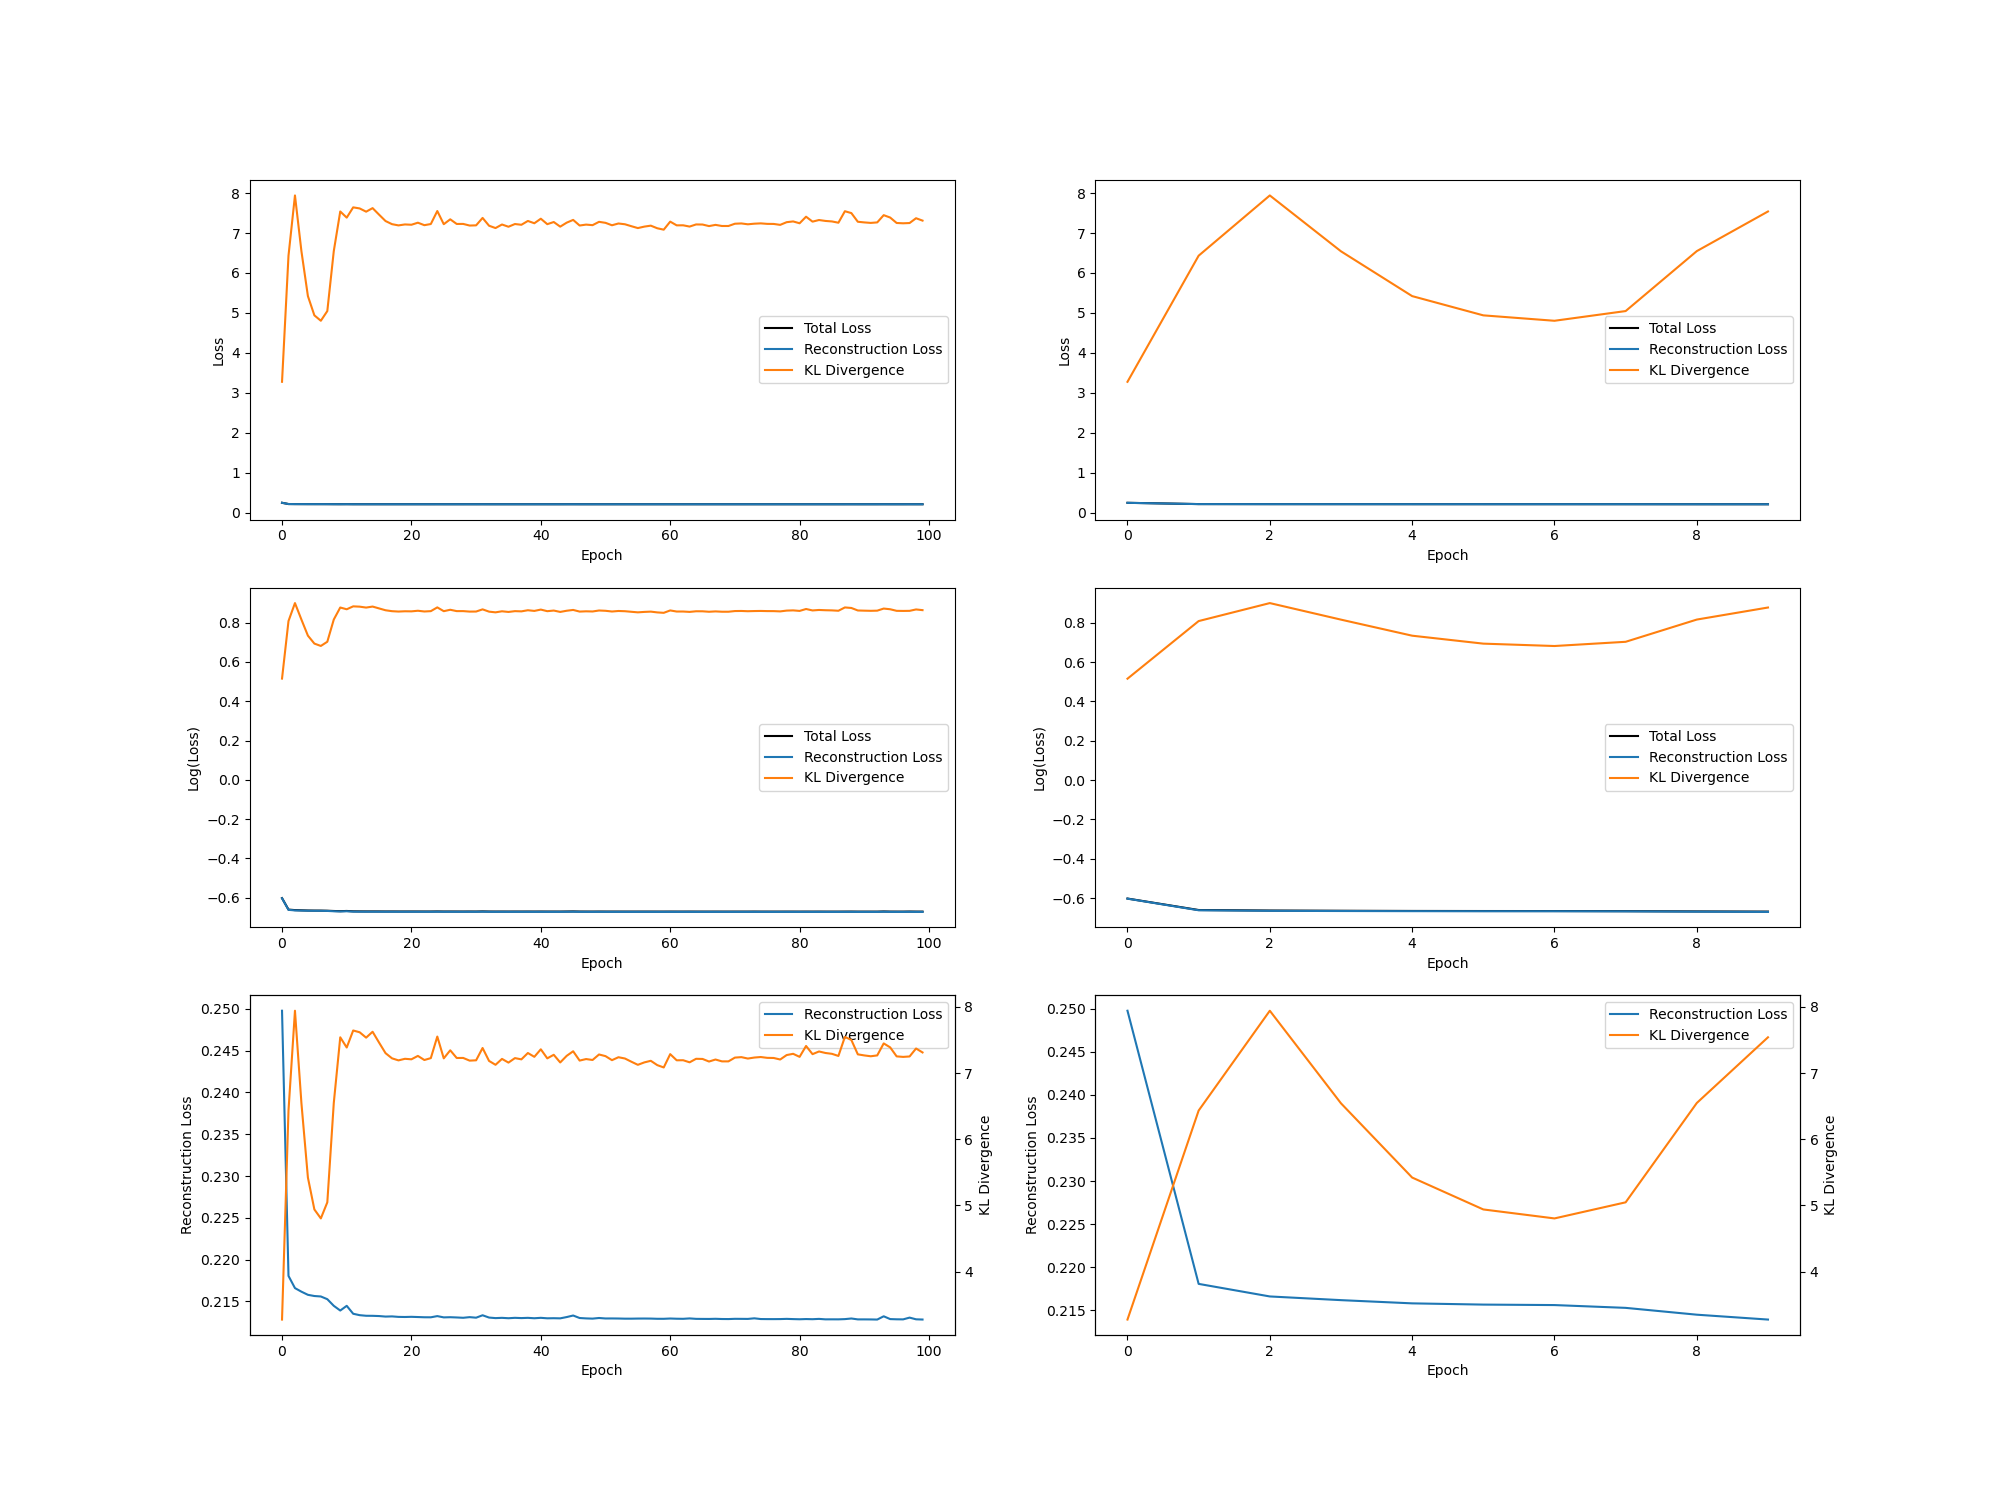 8
7
6
5
4
3
2
1
0
Loss
Total Loss
Reconstruction Loss
KL Divergence
0 20 40 60 80 100
Epoch
8
7
6
5
4
3
2
1
0
Loss
Total Loss
Reconstruction Loss
KL Divergence
0 2 4 6 8
Epoch
0.8
0.6
0.4
0.2
0.0
−0.2
−0.4
−0.6
Log(Loss)
Total Loss
Reconstruction Loss
KL Divergence
0 20 40 60 80 100
Epoch
0.8
0.6
0.4
0.2
0.0
−0.2
−0.4
−0.6
Log(Loss)
Total Loss
Reconstruction Loss
KL Divergence
0 2 4 6 8
Epoch
0.250
0.245
0.240
0.235
0.230
0.225
0.220
0.215
Reconstruction Loss
Reconstruction Loss
KL Divergence
8
7
6
5
4
KL Divergence
0 20 40 60 80 100
Epoch
0.250
0.245
0.240
0.235
0.230
0.225
0.220
0.215
Reconstruction Loss
Reconstruction Loss
KL Divergence
8
7
6
5
4
KL Divergence
0 2 4 6 8
Epoch